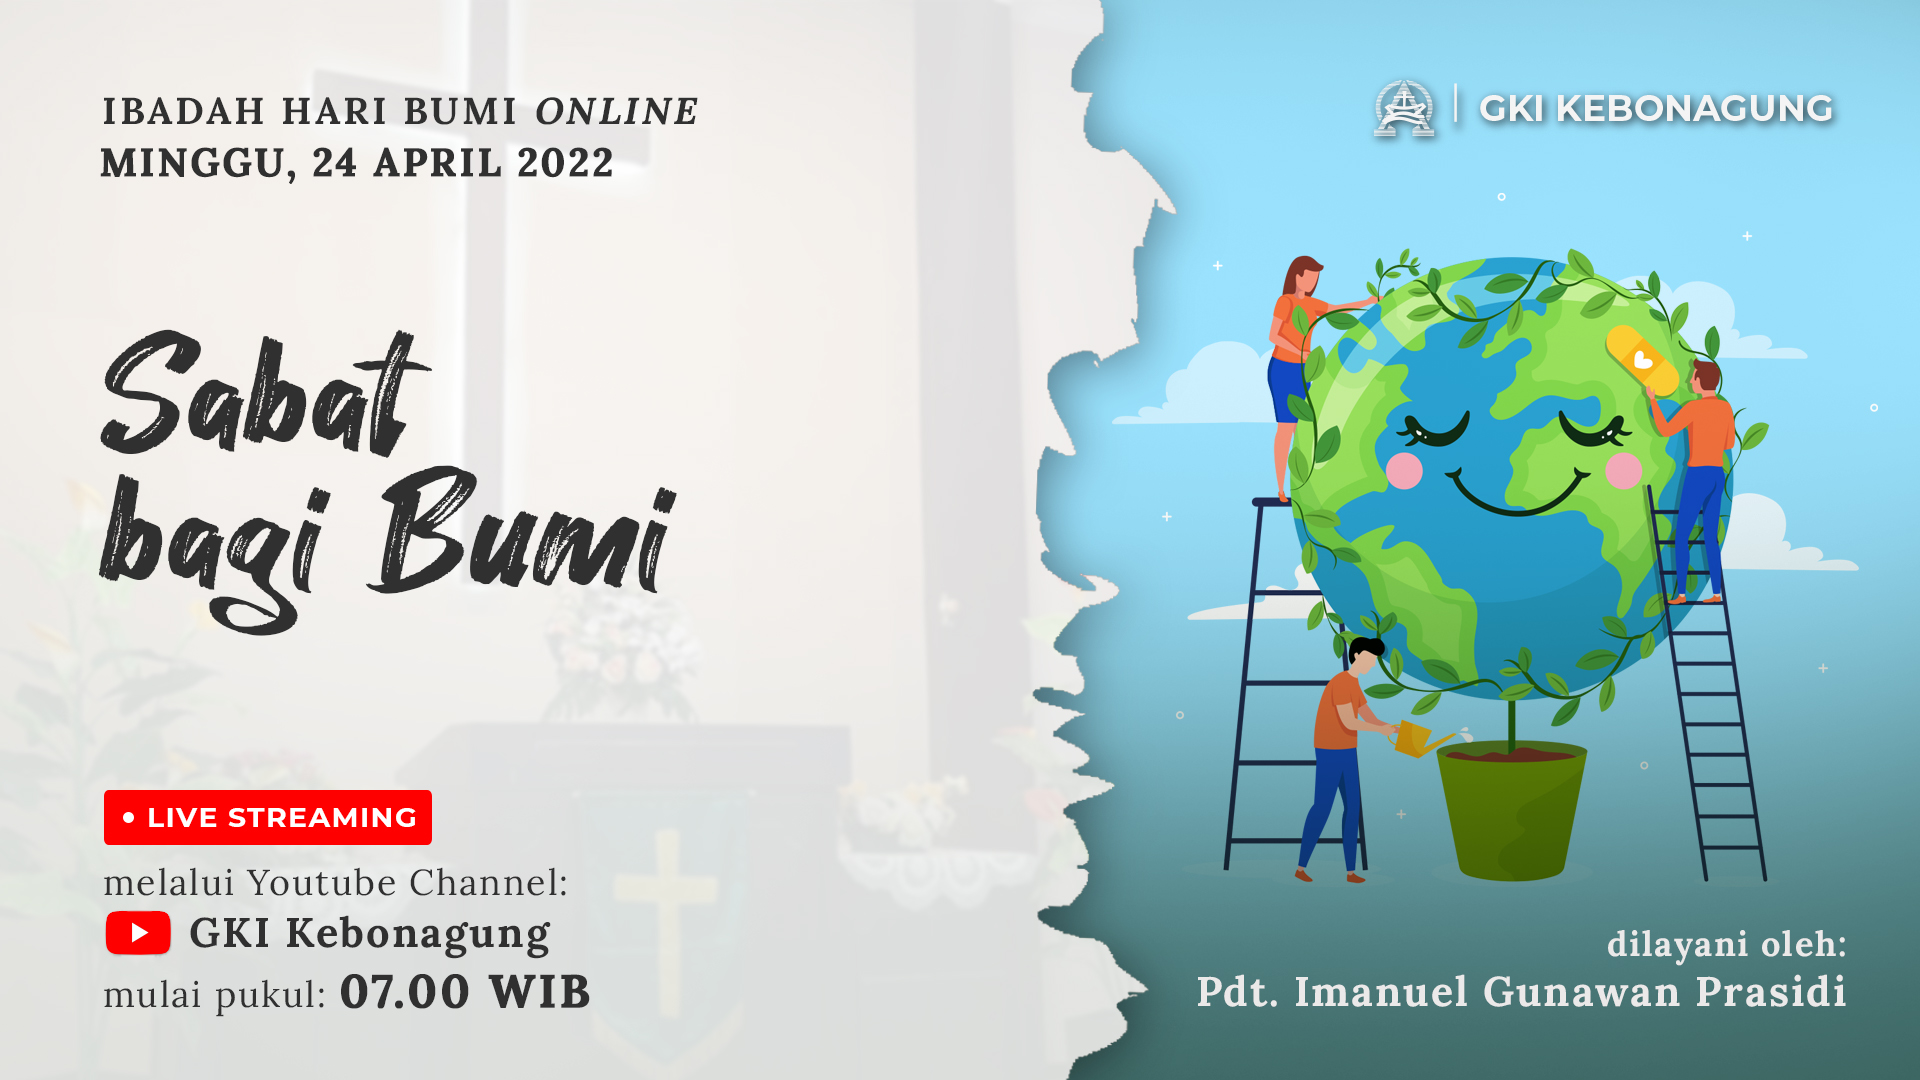 IBADAH HARI BUMI ONLINE
MINGGU, 24 APRIL 2022
GKI KEBONAGUNG
Sabat
bagi Bumi
LIVE STREAMING
melalui Youtube Channel:
GKI Kebonagung
mulai pukul: 07.00 WIB
dilayani oleh:
Pdt. Imanuel Gunawan Prasidi